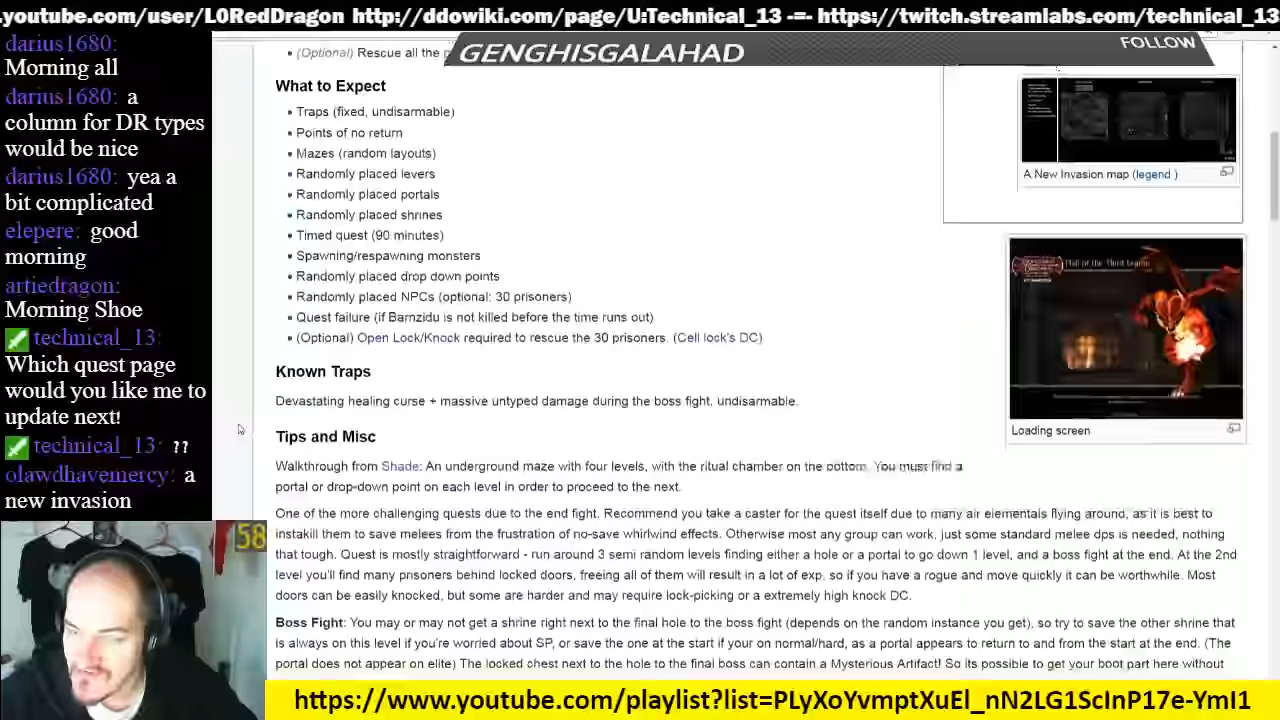 .youtube.com/user/L0RedDragon http://ddowiki.com/page/U:Technical_13 -=- https://twitch.streamlabs.com/technical_13
darius1680:
Morning all
darius1680: a
column for DR types
would be nice
darius1680: yea a
bit complicated
elepere: good
morning
artiedragon:
Morning Shoe
technical_13:
Which quest page
would you like me to
update next!
technical_13: ??
olawdhavemercy: a
new invasion
58
GENGHISGALAHAD
FOLLOW
(Optional) Rescue all the
What to Expect
Traps (fixed, undisarmable)
Points of no return
Mazes (random layouts)
Randomly placed levers
Randomly placed portals
Randomly placed shrines
Timed quest (90 minutes)
Spawning/respawning monsters
Randomly placed drop down points
Randomly placed NPCs (optional: 30 prisoners)
Quest failure (if Barnzidu is not killed before the time runs out)
(Optional) Open Lock/Knock required to rescue the 30 prisoners. (Cell lock's DC)
A New Invasion map (legend )
Hall of the Third Legion
Loading screen
Known Traps
Devastating healing curse + massive untyped damage during the boss fight, undisarmable.
Tips and Misc
Walkthrough from Shade: An underground maze with four levels, with the ritual chamber on the bottom. You must find a
portal or drop-down point on each level in order to proceed to the next.
One of the more challenging quests due to the end fight. Recommend you take a caster for the quest itself due to many air elementals flying around, as it is best to
instakill them to save melees from the frustration of no-save whirlwind effects. Otherwise most any group can work, just some standard melee dps is needed, nothing
that tough. Quest is mostly straightforward - run around 3 semi random levels finding either a hole or a portal to go down 1 level, and a boss fight at the end. At the 2nd
level you'll find many prisoners behind locked doors, freeing all of them will result in a lot of exp, so if you have a rogue and move quickly it can be worthwhile. Most
doors can be easily knocked, but some are harder and may require lock-picking or a extremely high knock DC.
Boss Fight: You may or may not get a shrine right next to the final hole to the boss fight (depends on the random instance you get), so try to save the other shrine that
is always on this level if you're worried about SP, or save the one at the start if your on normal/hard, as a portal appears to return to and from the start at the end. (The
portal does not appear on elite) The locked chest next to the hole to the final boss can contain a Mysterious Artifact! So its possible to get your boot part here without
https://www.youtube.com/playlist?list=PLyXoYvmptXuEl_nN2LG1ScInP17e-YmI1